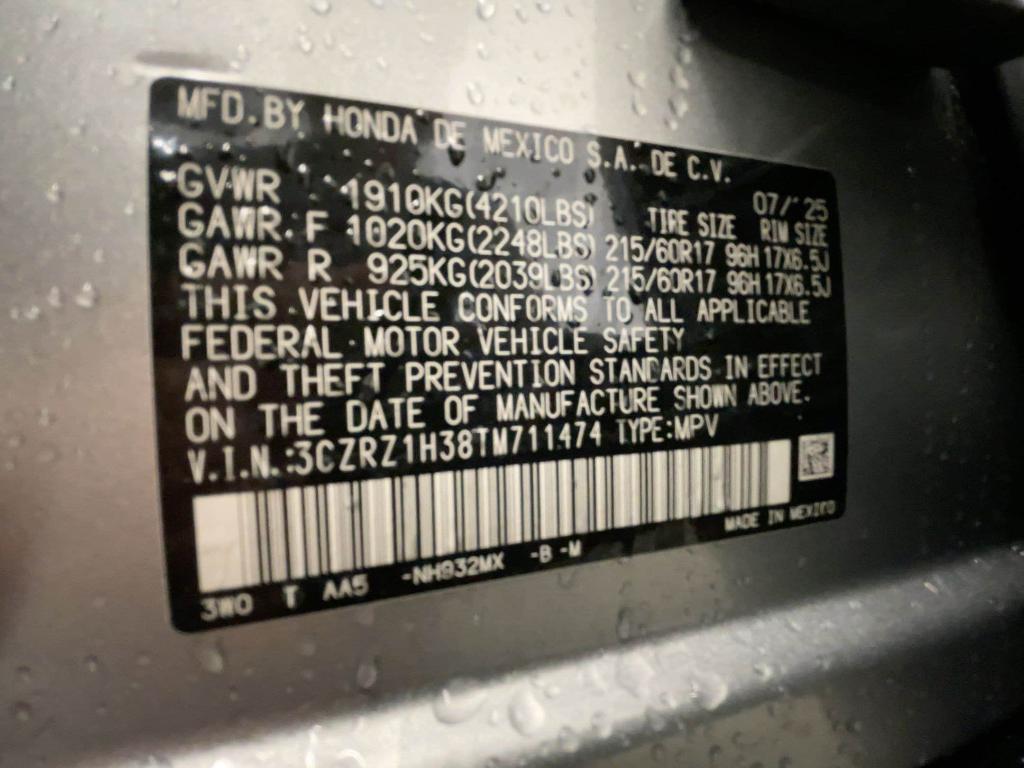 MFD.BY HONDA DE MEXICO S.A. DE C.V.
07/ 25
GVWR 1910KG(4210LBS) TIRE SIZE RIM SIZE
GAWR F 1020KG(2248LBS) 215/60R17 96H 17X6.5J
GAWR R 925KG(2039LBS) 215/60R17 96H 17X6.5J
THIS VEHICLE CONFORMS TO ALL APPLICABLE
FEDERAL MOTOR VEHICLE SAFETY
AND THEFT PREVENTION STANDARDS IN EFFECT
ON THE DATE OF MANUFACTURE SHOWN ABOVE.
V.I.N.:3CZRZ1H38TM711474 TYPE:MPV
MADE IN MEXICO
3W0 T AA5 -NH932MX -B -M